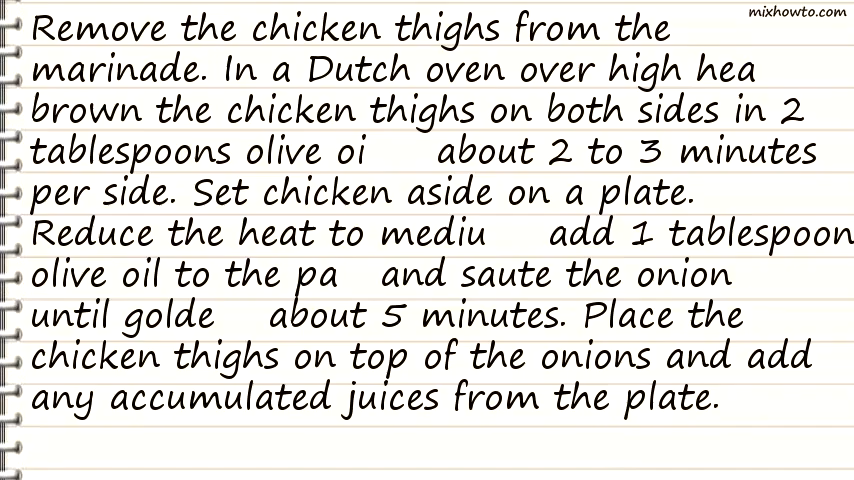 mixhowto.com
Remove the chicken thighs from the
marinade. In a Dutch oven over high hea
brown the chicken thighs on both sides in 2
tablespoons olive oi about 2 to 3 minutes
per side. Set chicken aside on a plate.
Reduce the heat to mediu add 1 tablespoon
olive oil to the pa and saute the onion
until golde about 5 minutes. Place the
chicken thighs on top of the onions and add
any accumulated juices from the plate.